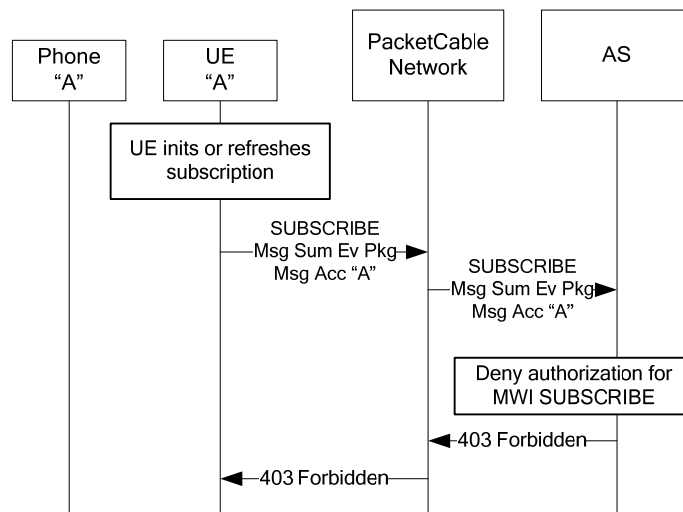 Phone
“A”
UE
“A”
PacketCable
Network
AS
UE inits or refreshes
subscription
SUBSCRIBE
Msg Sum Ev Pkg
Msg Acc “A”
SUBSCRIBE
Msg Sum Ev Pkg
Msg Acc “A”
Deny authorization for
MWI SUBSCRIBE
403 Forbidden
403 Forbidden